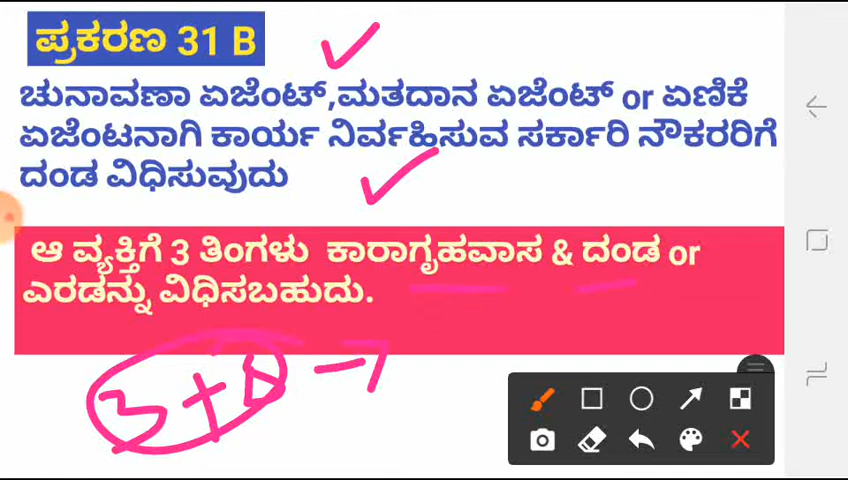 ಪ್ರಕರಣ 31 B
ಚುನಾವಣಾ ಏಜೆಂಟ್,ಮತದಾನ ಏಜೆಂಟ್ or ಏಣಿಕೆ
ಏಜೆಂಟನಾಗಿ ಕಾರ್ಯ ನಿರ್ವಹಿಸುವ ಸರ್ಕಾರಿ ನೌಕರರಿಗೆ
ದಂಡ ವಿಧಿಸುವುದು
ಆ ವ್ಯಕ್ತಿಗೆ 3 ತಿಂಗಳು ಕಾರಾಗೃಹವಾಸ & ದಂಡ or
ಎರಡನ್ನು ವಿಧಿಸಬಹುದು.
3 +